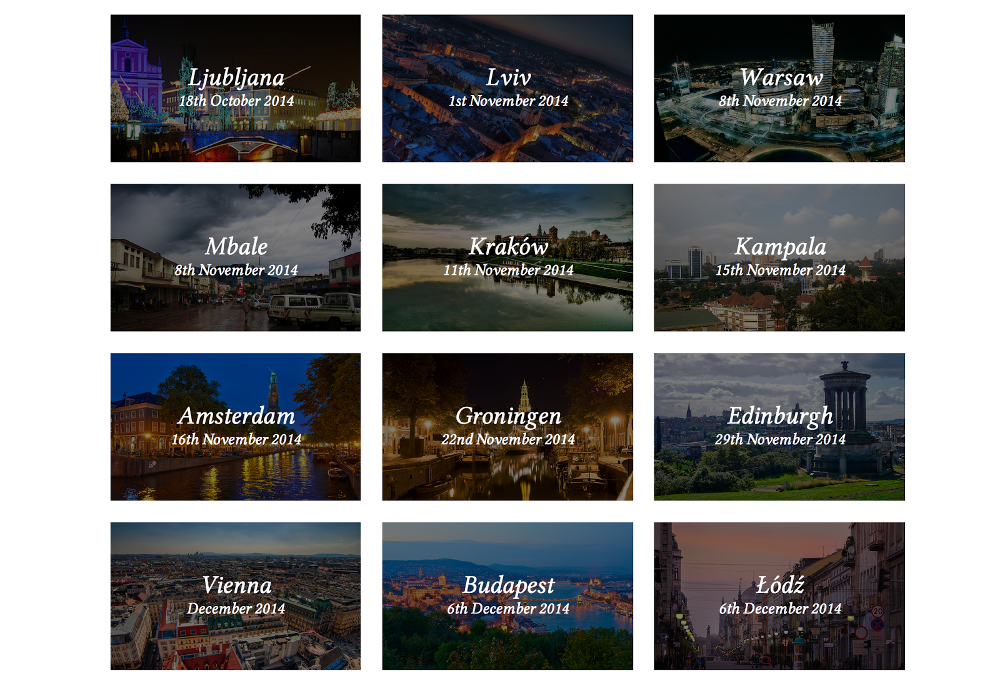 Ljubljana
18th October 2014
Lviv
1st November 2014
Warsaw
8th November 2014
Mbale
8th November 2014
Kraków
11th November 2014
Kampala
15th November 2014
Amsterdam
16th November 2014
Groningen
22nd November 2014
Edinburgh
29th November 2014
Vienna
December 2014
Budapest
6th December 2014
Łódź
6th December 2014
20